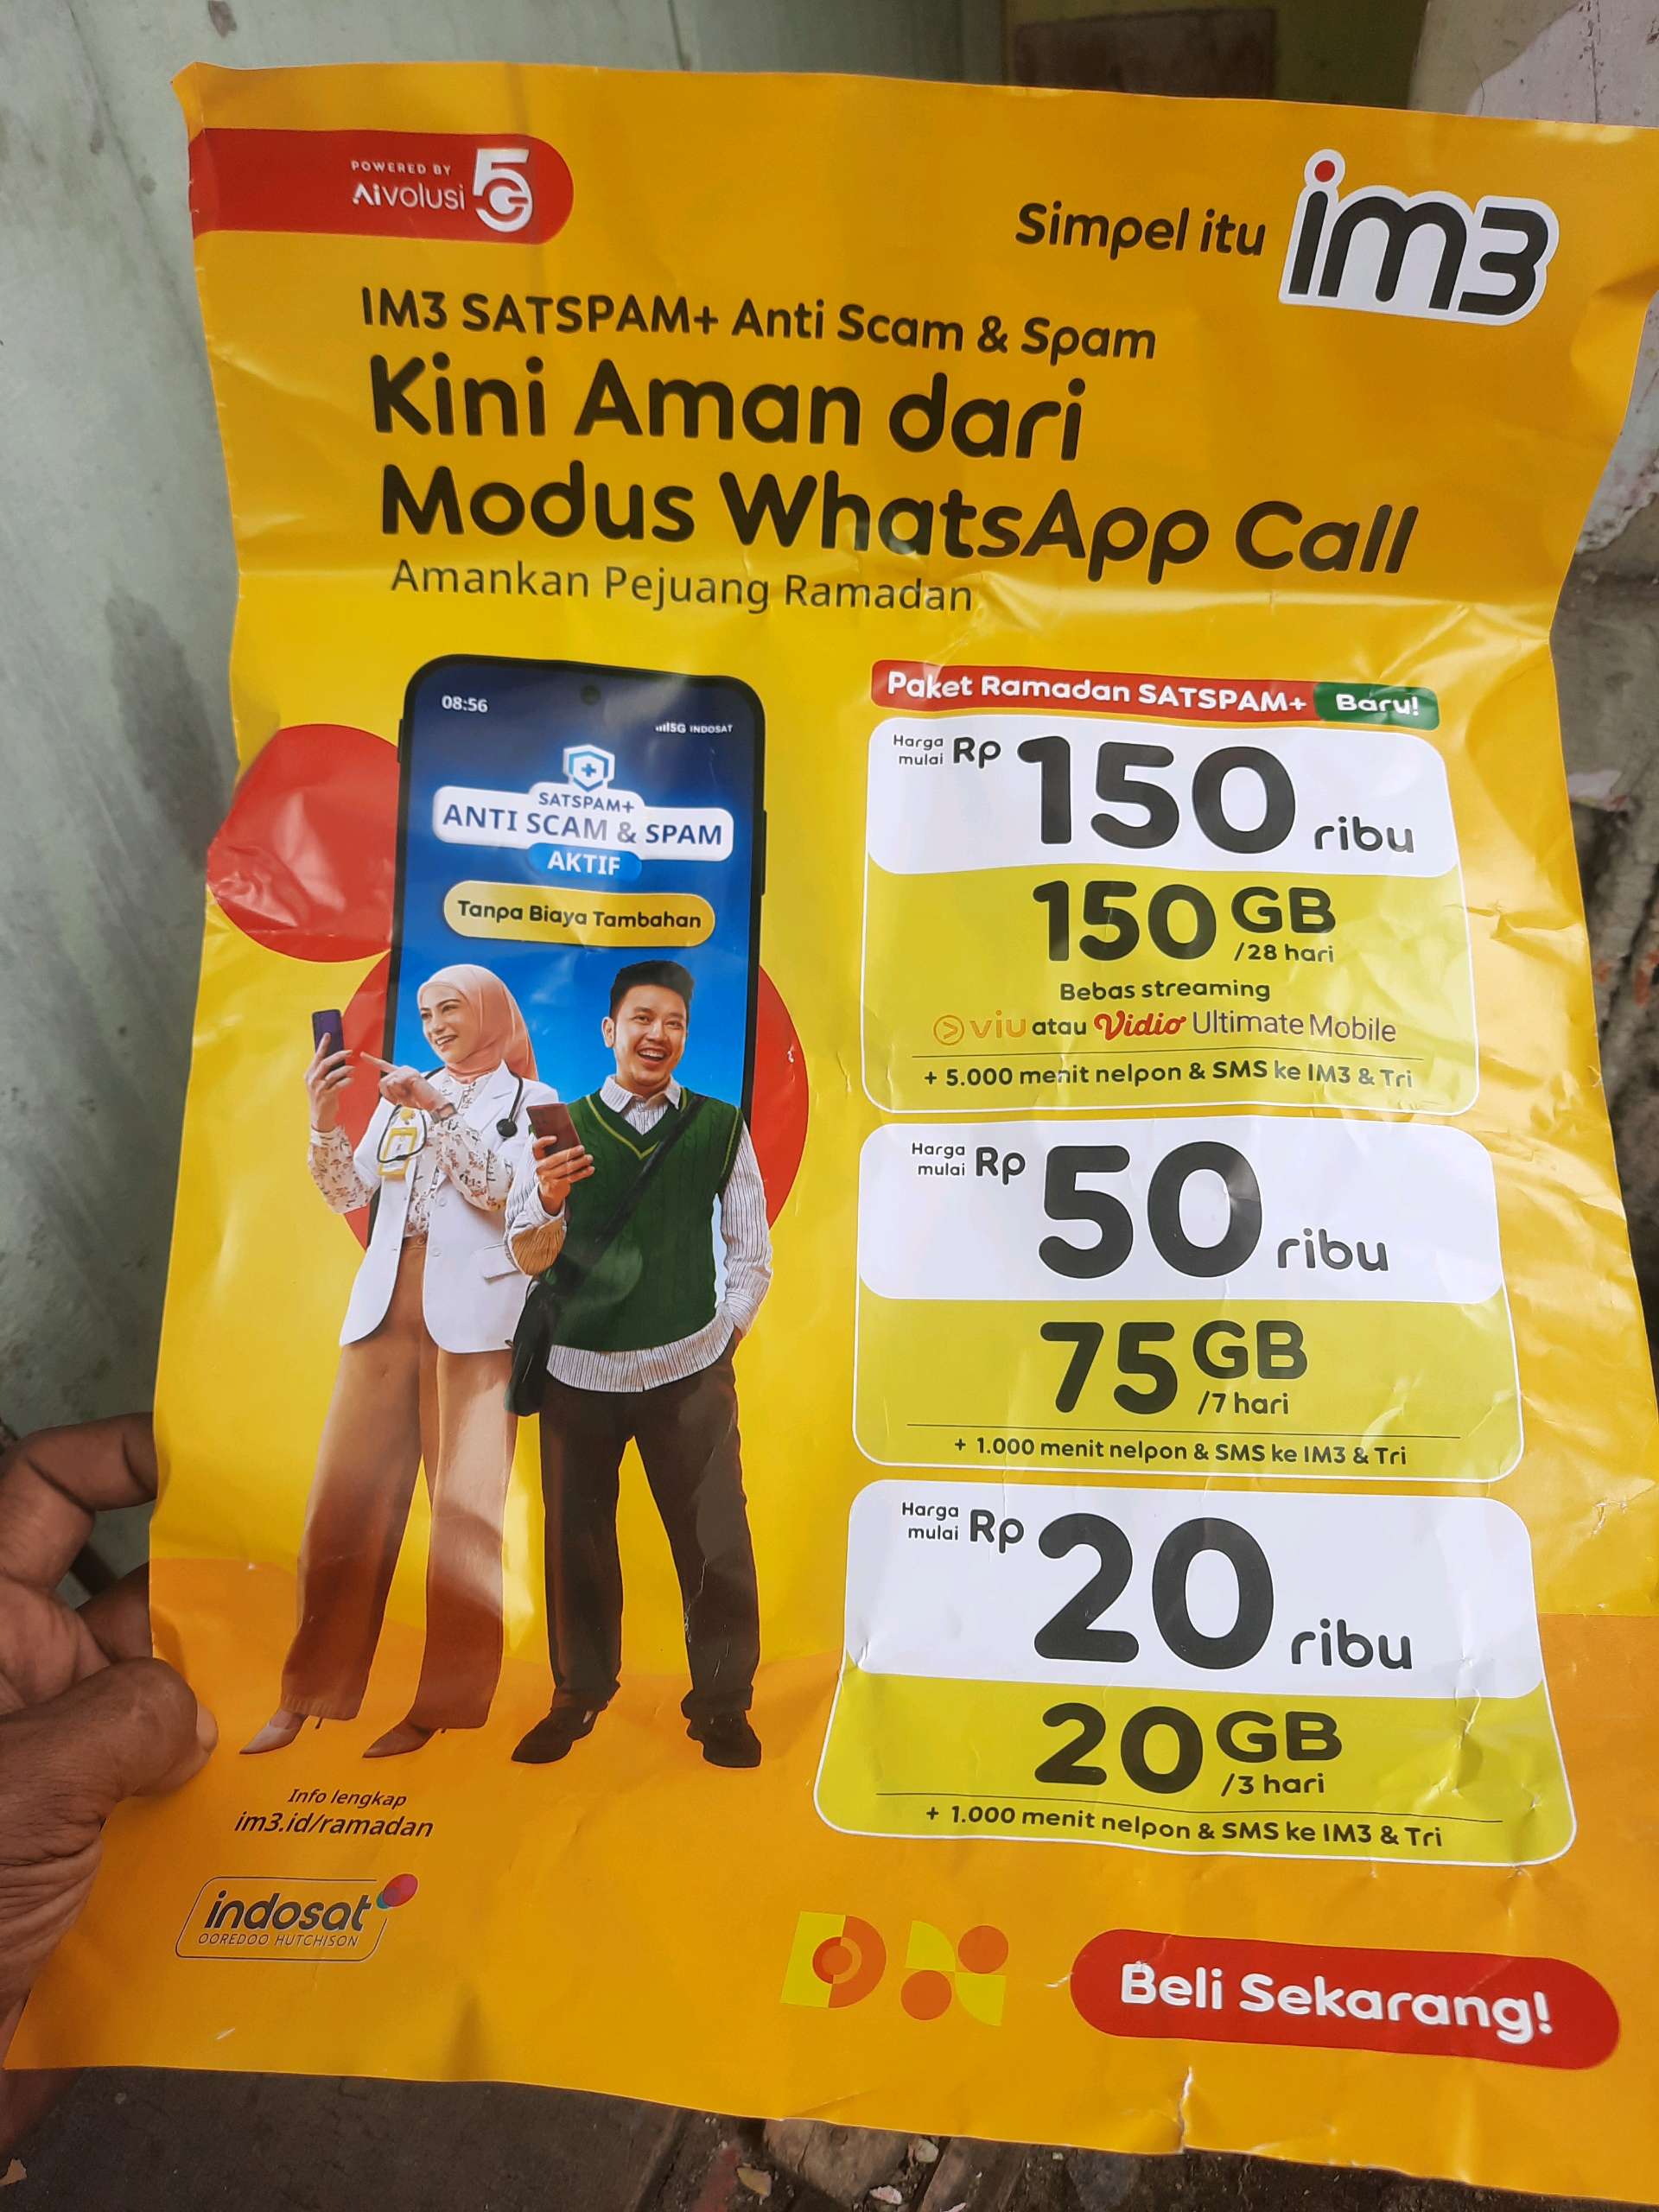 POWERED BY
Aivolusi 5G
Simpel itu im3
IM3 SATSPAM+ Anti Scam & Spam
Kini Aman dari
Modus WhatsApp Call
Amankan Pejuang Ramadan
08:56
5G INDOSAT
SATSPAM+
ANTI SCAM & SPAM
AKTIF
Tanpa Biaya Tambahan
Paket Ramadan SATSPAM+ Baru!
Harga
mulai Rp 150 ribu
150 GB
/28 hari
Bebas streaming
viu atau Vidio Ultimate Mobile
+ 5.000 menit nelpon & SMS ke IM3 & Tri
Harga
mulai Rp 50 ribu
75 GB
/7 hari
+ 1.000 menit nelpon & SMS ke IM3 & Tri
Harga
mulai Rp 20 ribu
20 GB
/3 hari
+ 1.000 menit nelpon & SMS ke IM3 & Tri
Info lengkap
im3.id/ramadan
indosat
OOREDOO HUTCHISON
Beli Sekarang!